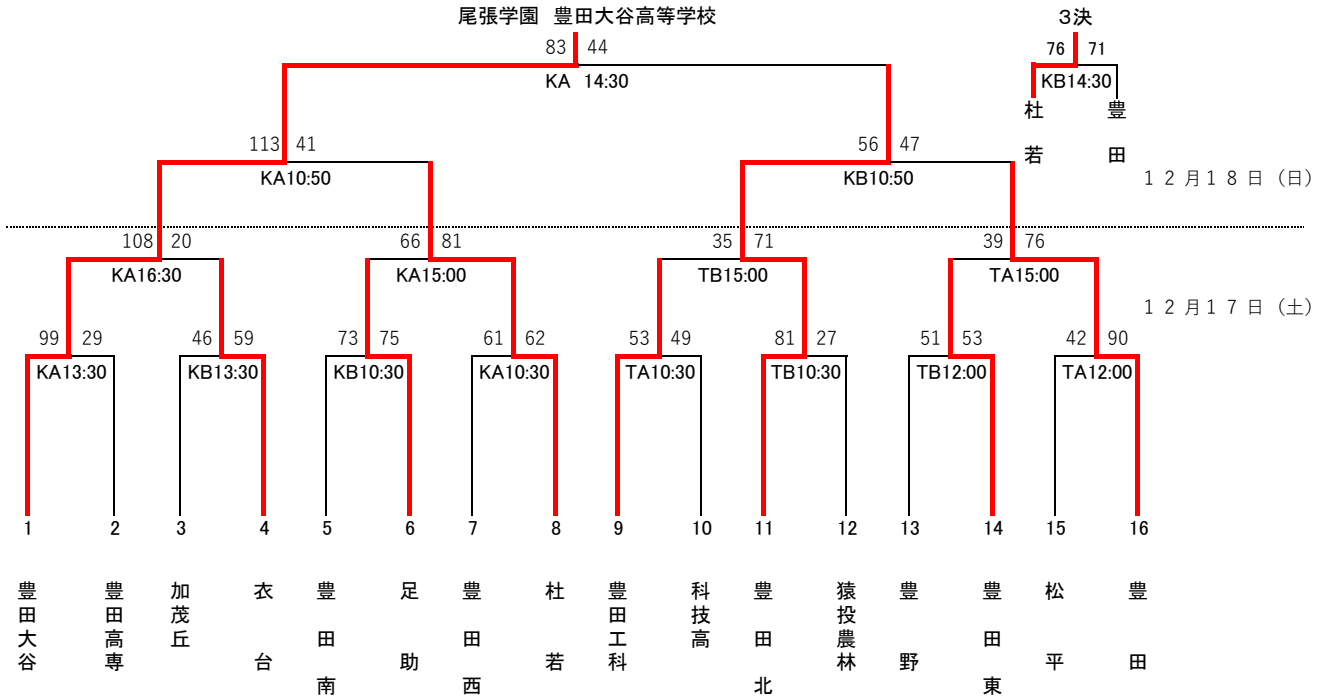 尾張学園 豊田大谷高等学校
３決
83 44
76 71
KA 14:30
KB14:30
杜若
豊田
113 41
56 47
KA10:50
KB10:50
１２月１８日（日）
108 20
66 81
35 71
39 76
KA16:30
KA15:00
TB15:00
TA15:00
１２月１７日（土）
99 29
46 59
73 75
61 62
53 49
81 27
51 53
42 90
KA13:30
KB13:30
KB10:30
KA10:30
TA10:30
TB10:30
TB12:00
TA12:00
1 2 3 4 5 6 7 8 9 10 11 12 13 14 15 16
豊田大谷
豊田高専
加茂丘
衣台
豊田南
足助
豊田西
杜若
豊田工科
科技高
豊田北
猿投農林
豊野
豊田東
松平
豊田